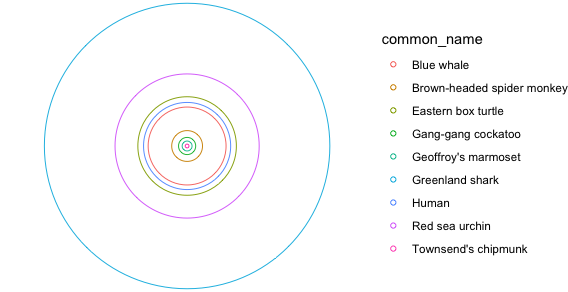 common_name
Blue whale
Brown-headed spider monkey
Eastern box turtle
Gang-gang cockatoo
Geoffroy's marmoset
Greenland shark
Human
Red sea urchin
Townsend's chipmunk